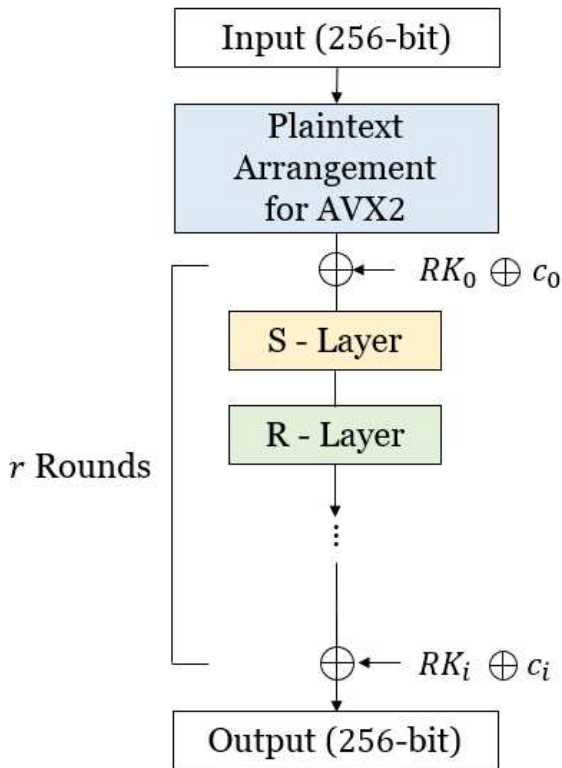 Input (256-bit)
Plaintext
Arrangement
for AVX2
RK₀ ⊕ c₀
S - Layer
R - Layer
r Rounds
⋮
RKᵢ ⊕ cᵢ
Output (256-bit)